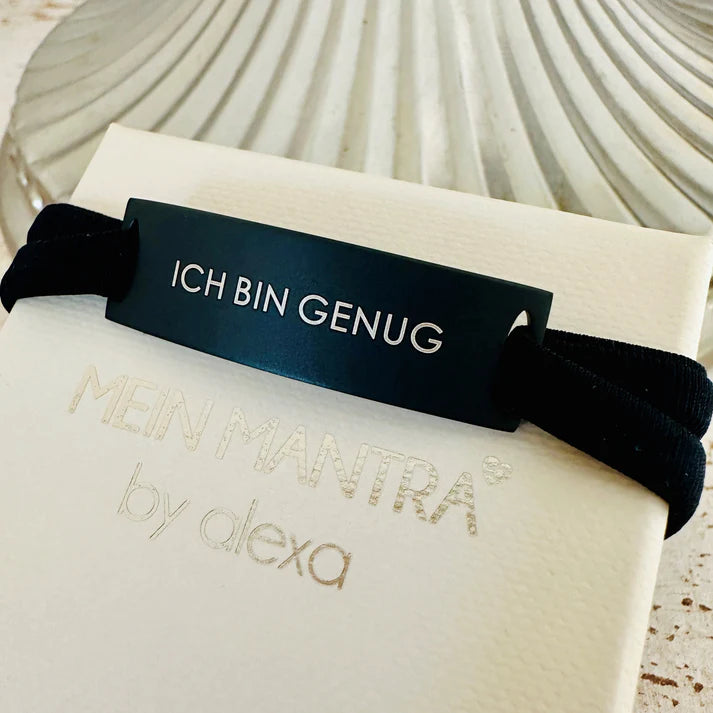 ICH BIN GENUG
MEIN MANTRA
by alexa